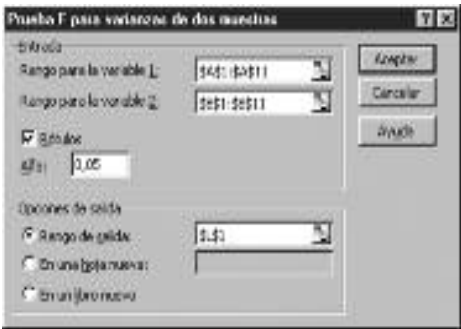 Prueba F para varianzas de dos muestras
Entrada
Rango para la variable 1: $A$1:$A$11
Rango para la variable 2:
Rótulos
Alfa: 0,05
Aceptar
Cancelar
Ayuda
Opciones de salida
Rango de salida:
En una hoja nueva:
En un libro nuevo